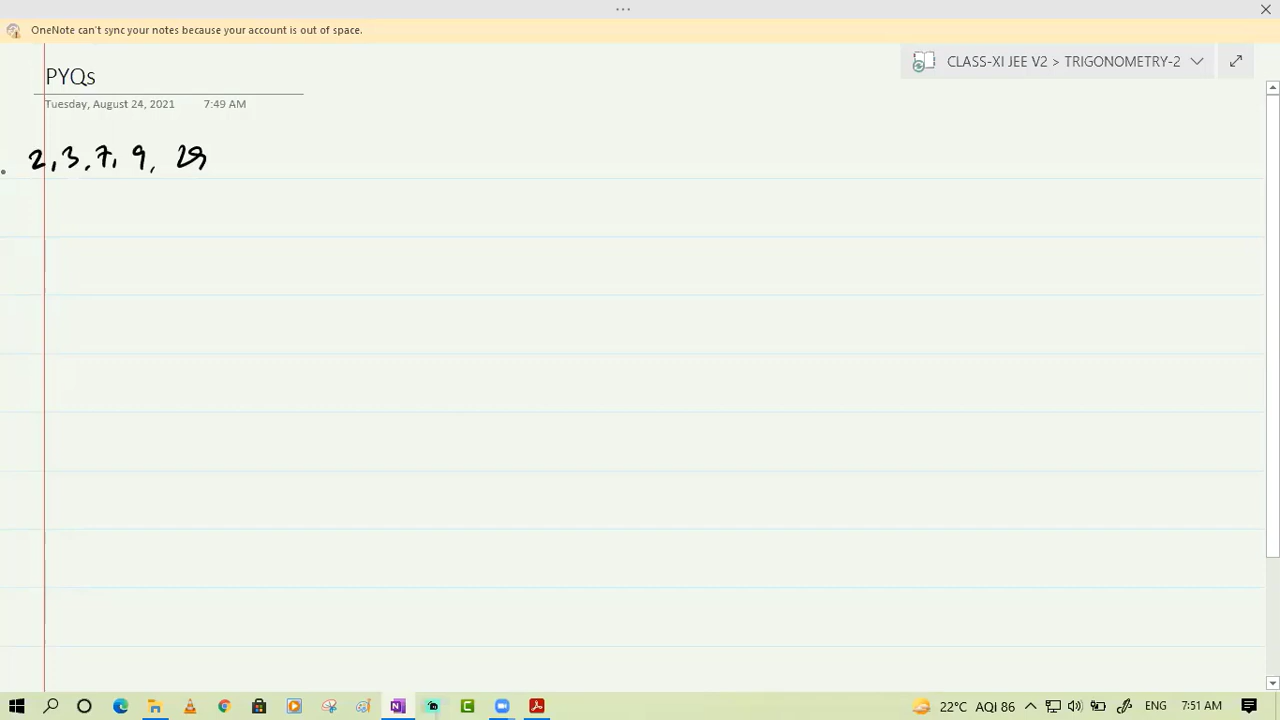 OneNote can't sync your notes because your account is out of space.
CLASS-XI JEE V2 > TRIGONOMETRY-2
PYQs
Tuesday, August 24, 2021 7:49 AM
2, 3, 7, 9, 29
22°C AQI 86 ENG 7:51 AM